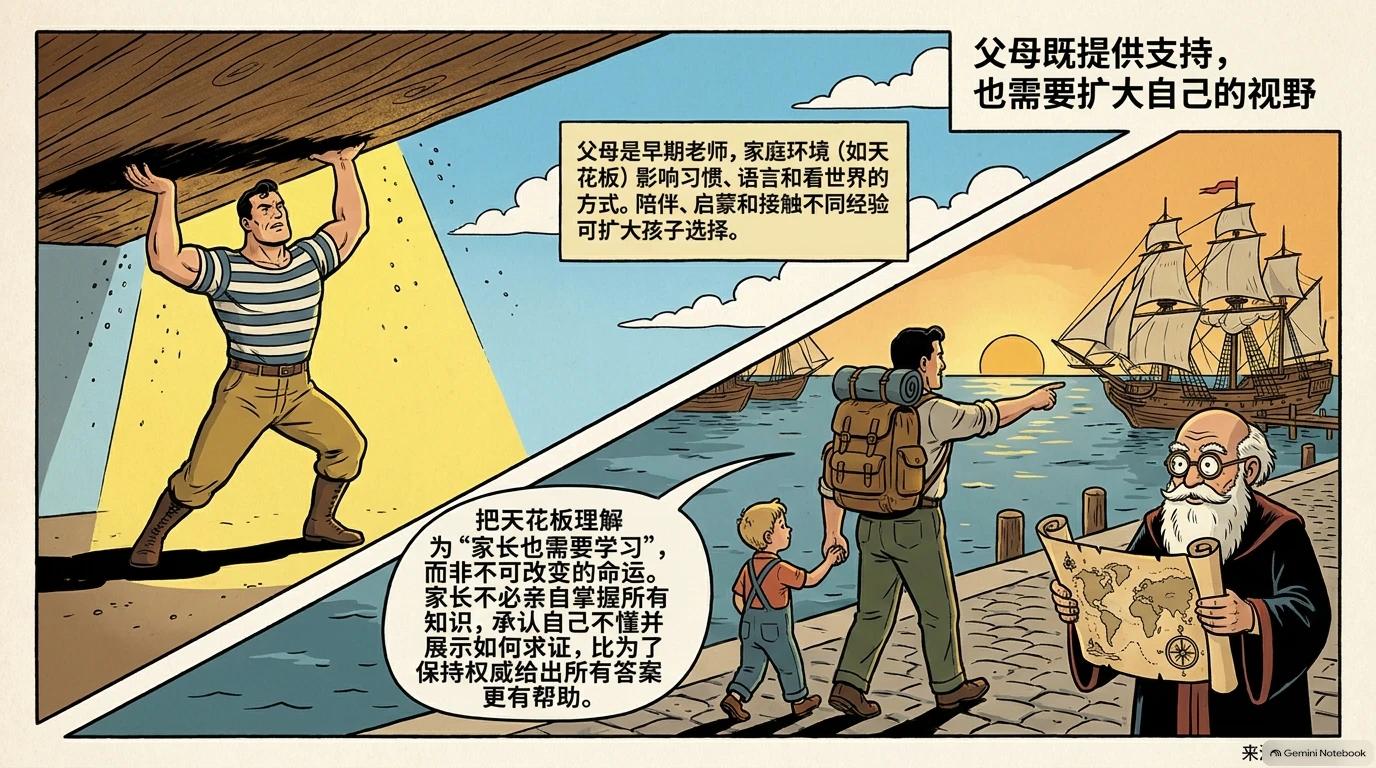 父母既提供支持，
也需要扩大自己的视野
父母是早期老师，家庭环境（如天
花板）影响习惯、语言和看世界的
方式。陪伴、启蒙和接触不同经验
可扩大孩子选择。
把天花板理解
为“家长也需要学习”，
而非不可改变的命运。
家长不必亲自掌握所有
知识，承认自己不懂并
展示如何求证，比为了
保持权威给出所有答案
更有帮助。
来
Gemini Notebook